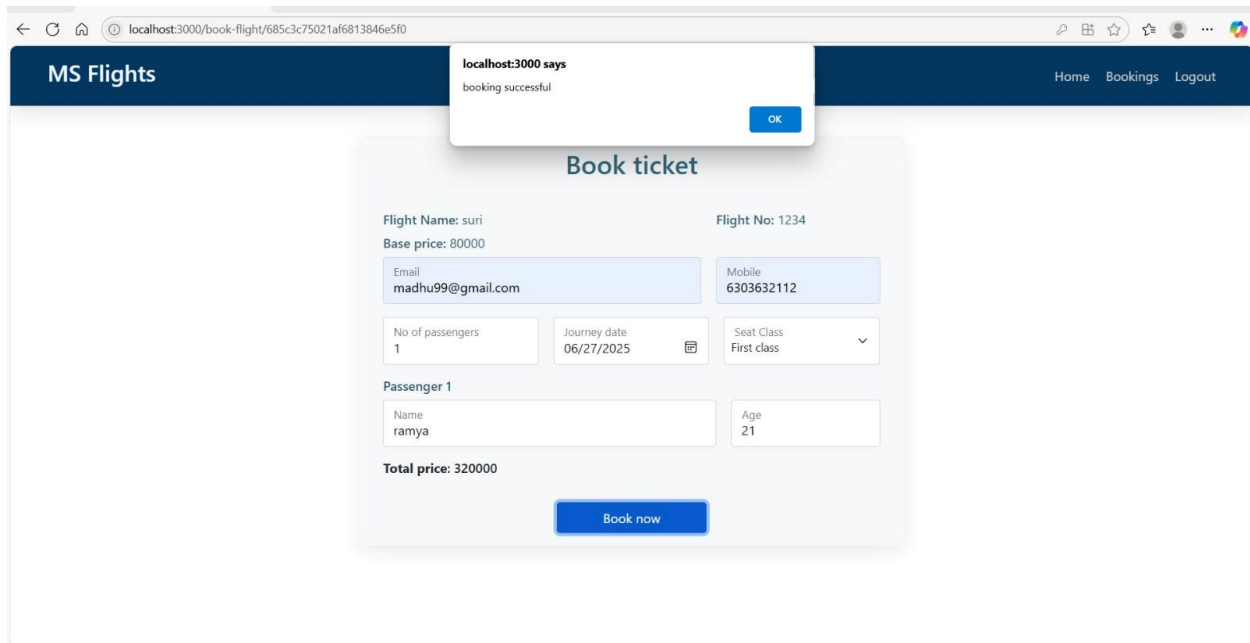 localhost:3000/book-flight/685c3c75021af6813846e5f0
MS Flights
localhost:3000 says
booking successful
OK
Home Bookings Logout
Book ticket
Flight Name: suri Flight No: 1234
Base price: 80000
Email
madhu99@gmail.com
Mobile
6303632112
No of passengers
1
Journey date
06/27/2025
Seat Class
First class
Passenger 1
Name
ramya
Age
21
Total price: 320000
Book now